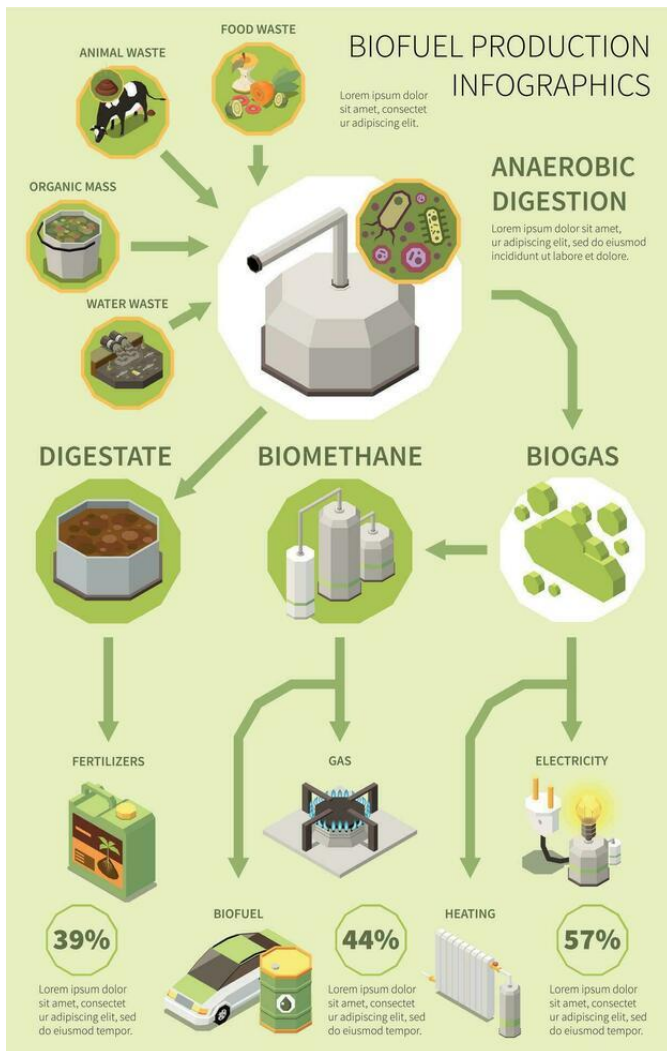 BIOFUEL PRODUCTION
INFOGRAPHICS
Lorem ipsum dolor
sit amet, consectet
ur adipiscing elit.
FOOD WASTE
ANIMAL WASTE
ORGANIC MASS
WATER WASTE
ANAEROBIC
DIGESTION
Lorem ipsum dolor sit amet,
ur adipiscing elit, sed do eiusmod
incididunt ut labore et dolore.
DIGESTATE
BIOMETHANE
BIOGAS
FERTILIZERS
GAS
ELECTRICITY
BIOFUEL
HEATING
39%
Lorem ipsum dolor
sit amet, consectet
ur adipiscing elit, sed
do eiusmod tempor.
44%
Lorem ipsum dolor
sit amet, consectet
ur adipiscing elit, sed
do eiusmod tempor.
57%
Lorem ipsum dolor
sit amet, consectet
ur adipiscing elit, sed
do eiusmod tempor.